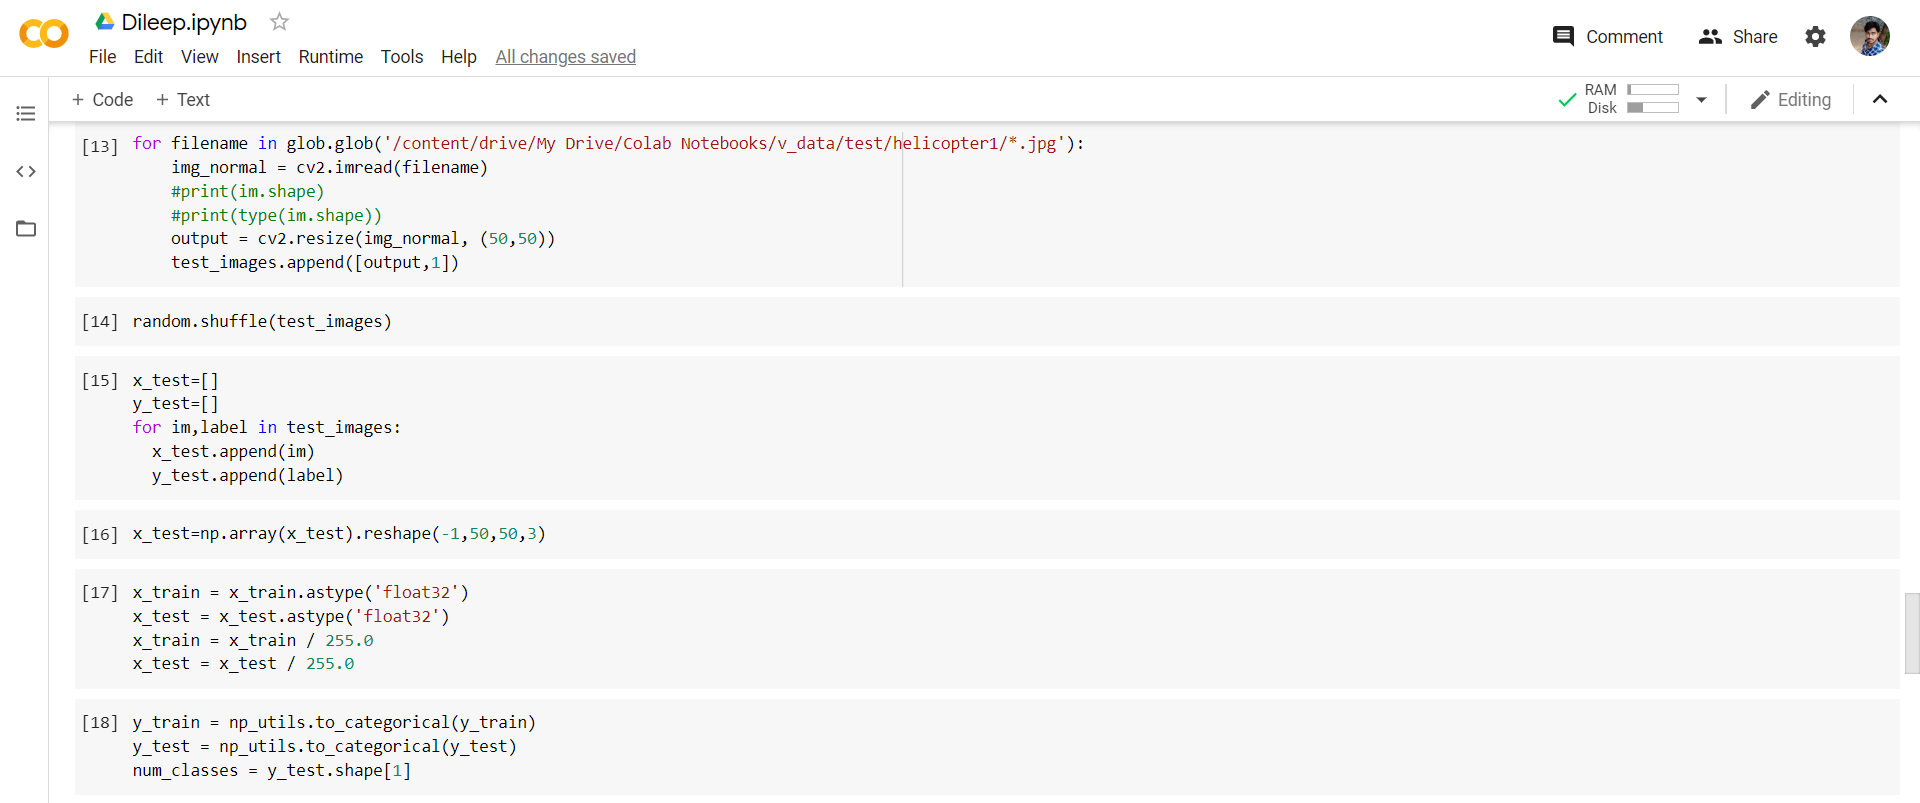 Dileep.ipynb
File Edit View Insert Runtime Tools Help All changes saved
Comment Share
+ Code + Text
RAM
Disk
Editing
[13] for filename in glob.glob('/content/drive/My Drive/Colab Notebooks/v_data/test/helicopter1/*.jpg'):
    img_normal = cv2.imread(filename)
    #print(im.shape)
    #print(type(im.shape))
    output = cv2.resize(img_normal, (50,50))
    test_images.append([output,1])
[14] random.shuffle(test_images)
[15] x_test=[]
y_test=[]
for im,label in test_images:
  x_test.append(im)
  y_test.append(label)
[16] x_test=np.array(x_test).reshape(-1,50,50,3)
[17] x_train = x_train.astype('float32')
x_test = x_test.astype('float32')
x_train = x_train / 255.0
x_test = x_test / 255.0
[18] y_train = np_utils.to_categorical(y_train)
y_test = np_utils.to_categorical(y_test)
num_classes = y_test.shape[1]